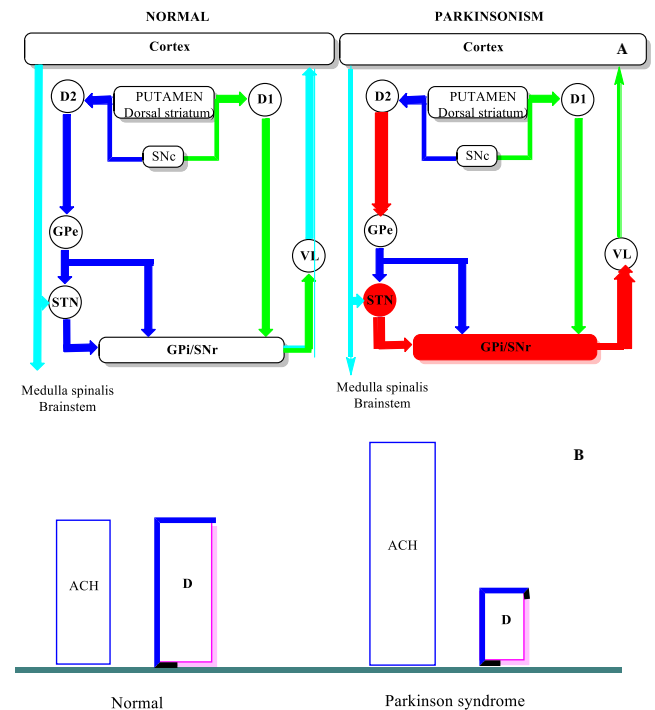 NORMAL
PARKINSONISM
Cortex
Cortex
A
D2
PUTAMEN
Dorsal striatum)
D1
D2
PUTAMEN
Dorsal striatum)
D1
SNc
SNc
GPe
GPe
VL
VL
STN
STN
GPi/SNr
GPi/SNr
Medulla spinalis
Brainstem
Medulla spinalis
Brainstem
B
ACH
D
ACH
D
Normal
Parkinson syndrome